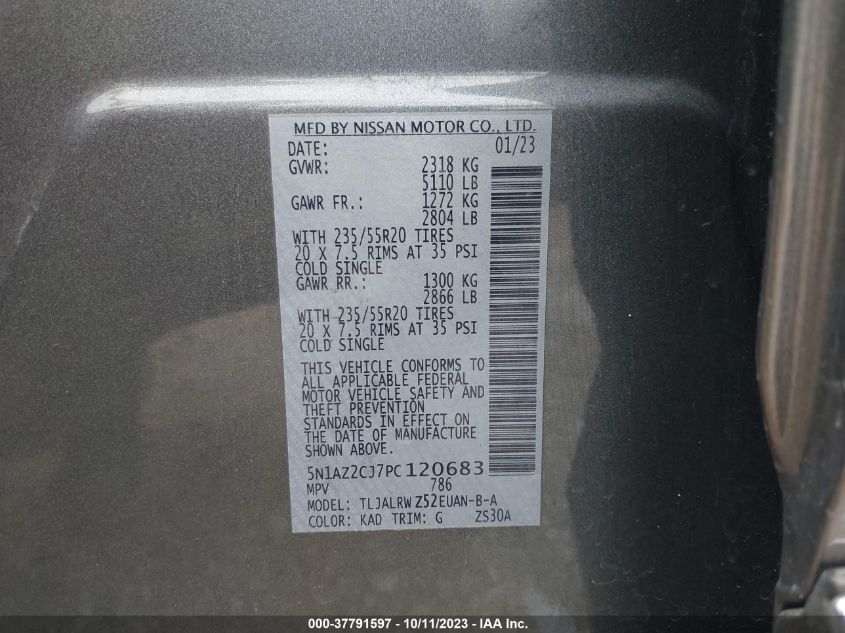 MFD BY NISSAN MOTOR CO., LTD.
DATE: 01/23
GVWR: 2318 KG
5110 LB
GAWR FR.: 1272 KG
2804 LB
WITH 235/55R20 TIRES
20 X 7.5 RIMS AT 35 PSI
COLD SINGLE
GAWR RR.: 1300 KG
2866 LB
WITH 235/55R20 TIRES
20 X 7.5 RIMS AT 35 PSI
COLD SINGLE
THIS VEHICLE CONFORMS TO
ALL APPLICABLE FEDERAL
MOTOR VEHICLE SAFETY AND
THEFT PREVENTION
STANDARDS IN EFFECT ON
THE DATE OF MANUFACTURE
SHOWN ABOVE.
5N1AZ2CJ7PC120683
MPV 786
MODEL: TLJALRW Z52EUAN-B-A
COLOR: KAD TRIM: G ZS30A
000-37791597 - 10/11/2023 - IAA Inc.